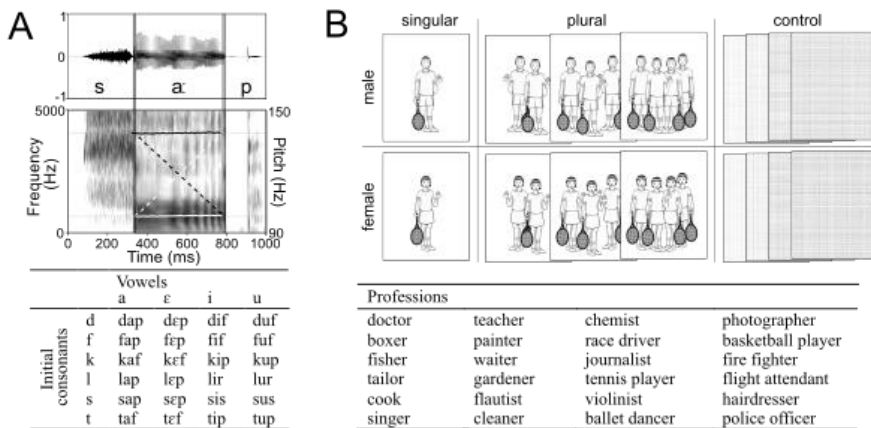 A
1
0
-1
s aː p
5000
Frequency (Hz)
0
150
Pitch (Hz)
90
0 200 400 600 800 1000
Time (ms)
Vowels
a ɛ i u
Initial consonants
d dap dɛp dif duf
f fap fɛp fif fuf
k kaf kɛf kip kup
l lap lɛp lir lur
s sap sɛp sis sus
t taf tɛf tip tup
B
singular plural control
male
female
Professions
doctor teacher chemist photographer
boxer painter race driver basketball player
fisher waiter journalist fire fighter
tailor gardener tennis player flight attendant
cook flautist violinist hairdresser
singer cleaner ballet dancer police officer